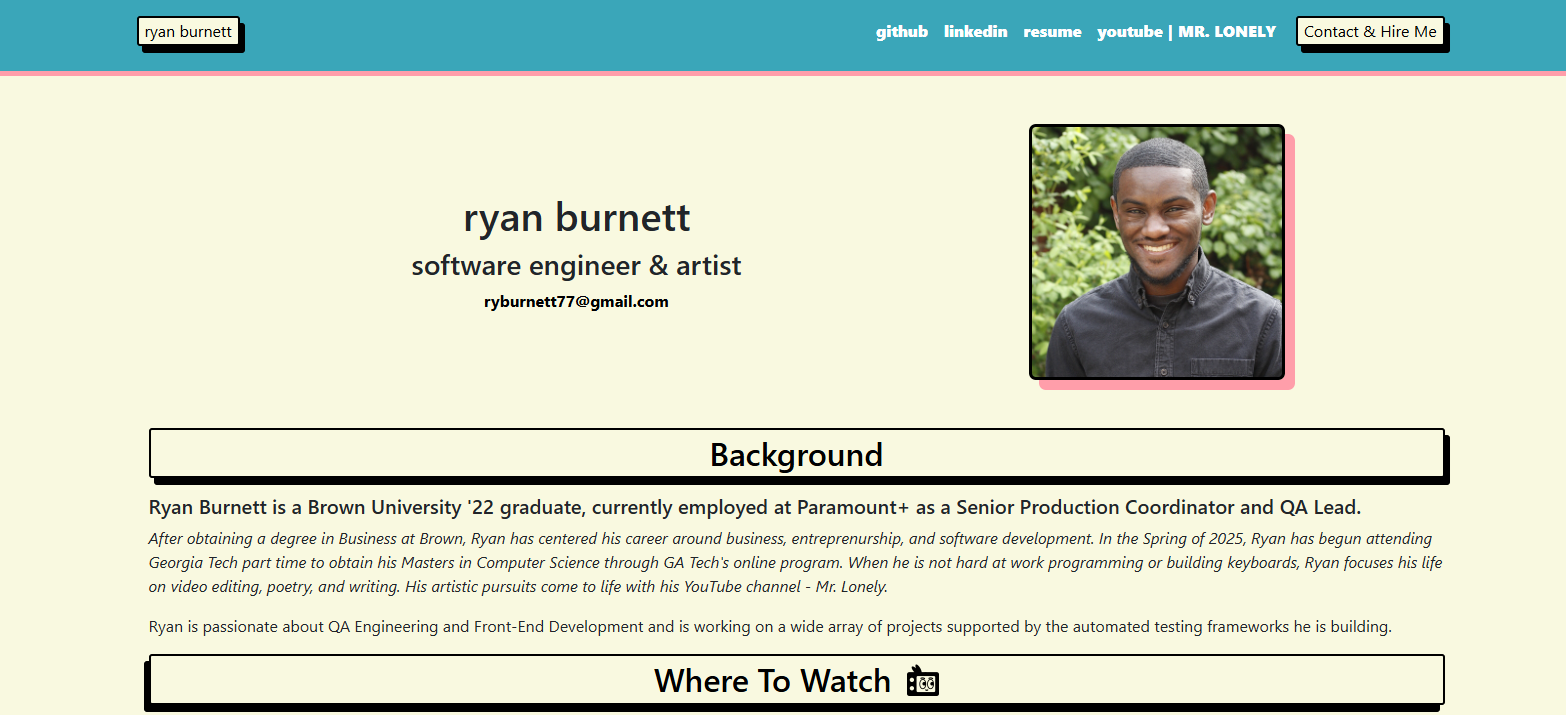 ryan burnett
github linkedin resume youtube | MR. LONELY Contact & Hire Me
ryan burnett
software engineer & artist
ryburnett77@gmail.com
Background
Ryan Burnett is a Brown University '22 graduate, currently employed at Paramount+ as a Senior Production Coordinator and QA Lead.
After obtaining a degree in Business at Brown, Ryan has centered his career around business, entreprenurship, and software development. In the Spring of 2025, Ryan has begun attending
Georgia Tech part time to obtain his Masters in Computer Science through GA Tech's online program. When he is not hard at work programming or building keyboards, Ryan focuses his life
on video editing, poetry, and writing. His artistic pursuits come to life with his YouTube channel - Mr. Lonely.
Ryan is passionate about QA Engineering and Front-End Development and is working on a wide array of projects supported by the automated testing frameworks he is building.
Where To Watch